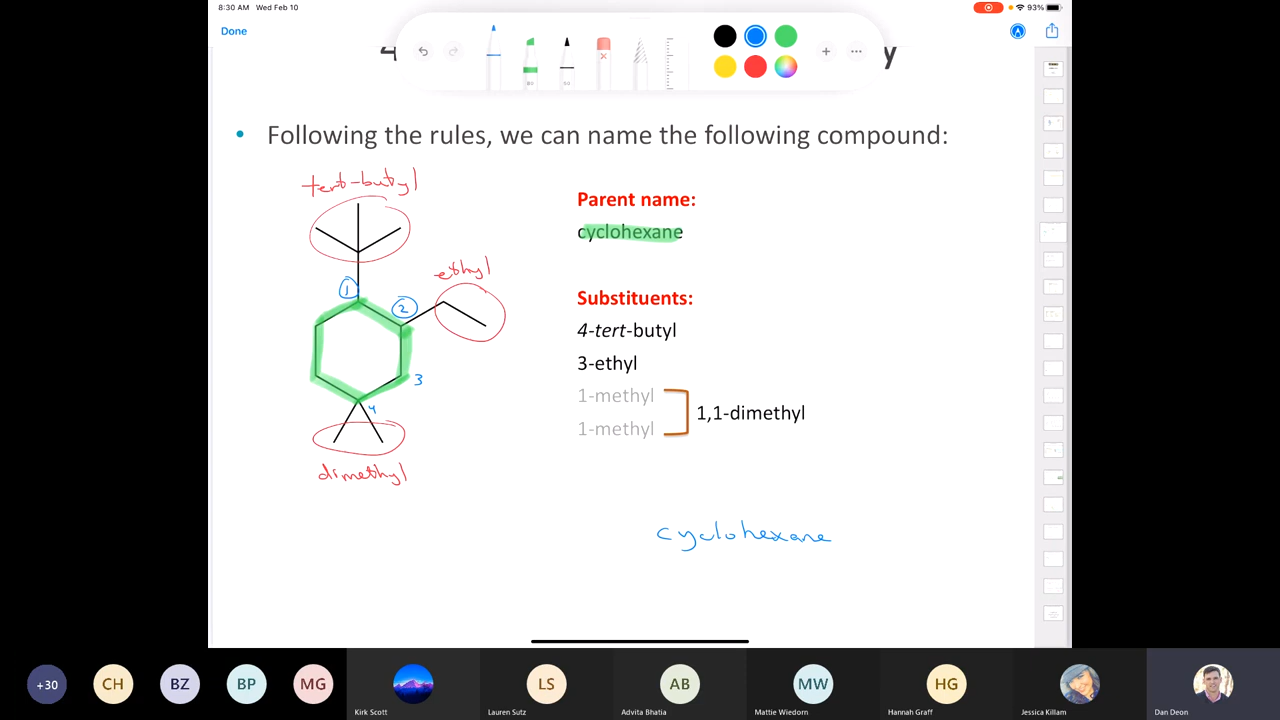 8:30 AM Wed Feb 10
93%
Done
4
y
• Following the rules, we can name the following compound:
tert-butyl
Parent name:
cyclohexane
ethyl
1
2
Substituents:
4-tert-butyl
3-ethyl
3
1-methyl
1,1-dimethyl
4
1-methyl
dimethyl
cyclohexane
+30
CH
BZ
BP
MG
LS
AB
MW
HG
Kirk Scott
Lauren Sutz
Advita Bhatia
Mattie Wiedorn
Hannah Graff
Jessica Killam
Dan Deon